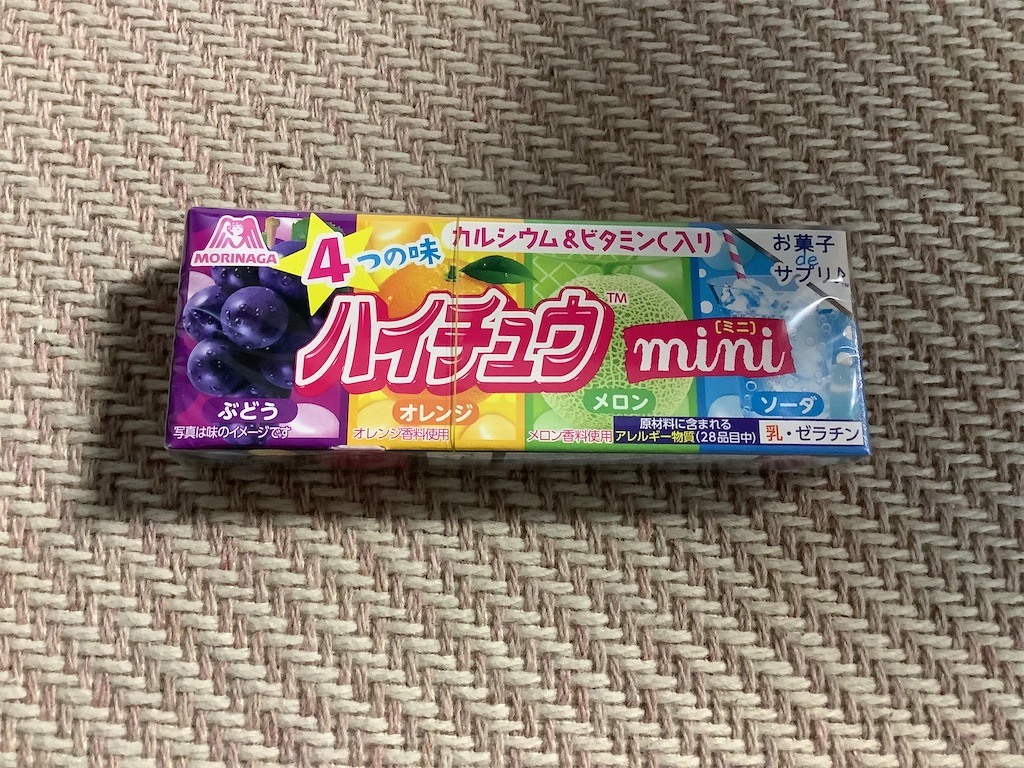 MORINAGA
4つの味
カルシウム&ビタミンC入り
お菓子
de
サプリ♪
ハイチュウ™
[ミニ]
mini
ぶどう
オレンジ
メロン
ソーダ
写真は味のイメージです
オレンジ香料使用
メロン香料使用
原材料に含まれる
アレルギー物質(28品目中)
乳・ゼラチン